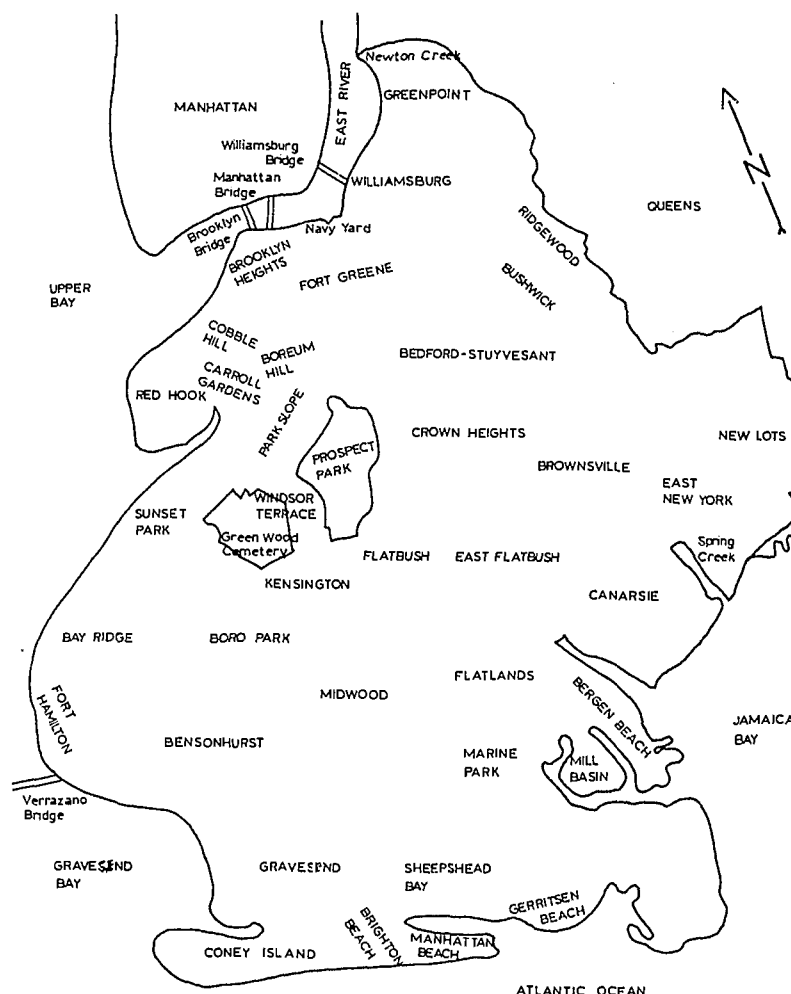 Newton Creek
GREENPOINT
MANHATTAN
EAST RIVER
Williamsburg
Bridge
Manhattan
Bridge
WILLIAMSBURG
Brooklyn
Bridge
Navy Yard
BROOKLYN
HEIGHTS
FORT GREENE
RIDGEWOOD
BUSHWICK
QUEENS
N
UPPER
BAY
COBBLE
HILL
BOREUM
HILL
CARROLL
GARDENS
RED HOOK
PARK SLOPE
BEDFORD-STUYVESANT
CROWN HEIGHTS
NEW LOTS
PROSPECT
PARK
BROWNSVILLE
EAST
NEW YORK
SUNSET
PARK
WINDSOR
TERRACE
Green Wood
Cemetery
Spring
Creek
FLATBUSH
EAST FLATBUSH
KENSINGTON
CANARSIE
BAY RIDGE
BORO PARK
FLATLANDS
MIDWOOD
FORT
HAMILTON
BERGEN BEACH
JAMAICA
BAY
BENSONHURST
MARINE
PARK
MILL
BASIN
Verrazano
Bridge
GRAVESEND
BAY
GRAVESEND
SHEEPSHEAD
BAY
GERRITSEN
BEACH
CONEY ISLAND
BRIGHTON
BEACH
MANHATTAN
BEACH
ATLANTIC OCEAN